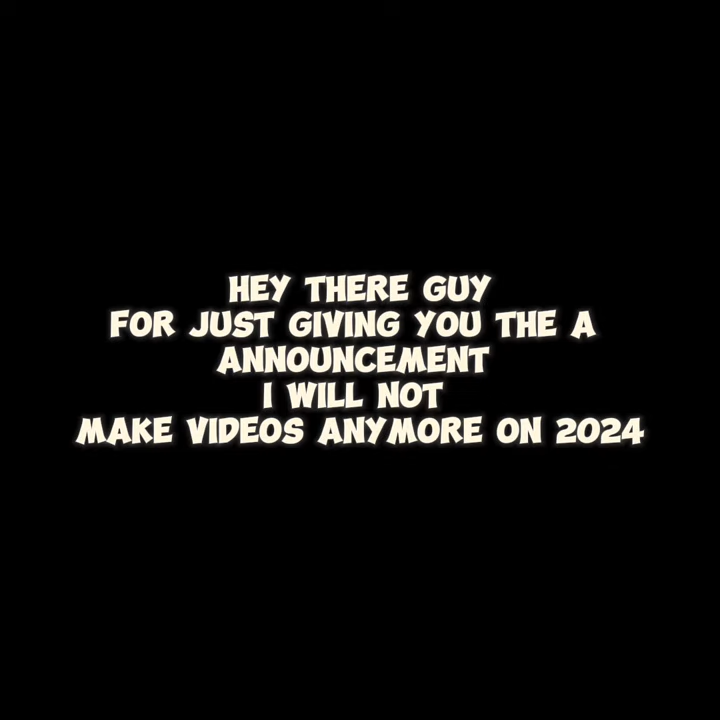 HEY THERE GUY
FOR JUST GIVING YOU THE A
ANNOUNCEMENT
I WILL NOT
MAKE VIDEOS ANYMORE ON 2024